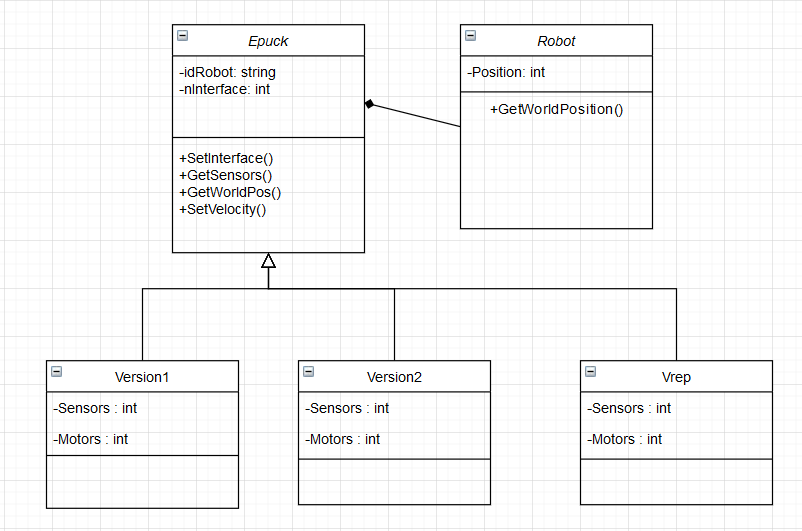 Epuck
-idRobot: string
-nInterface: int
+SetInterface()
+GetSensors()
+GetWorldPos()
+SetVelocity()
Robot
-Position: int
+GetWorldPosition()
Version1
-Sensors : int
-Motors : int
Version2
-Sensors : int
-Motors : int
Vrep
-Sensors : int
-Motors : int